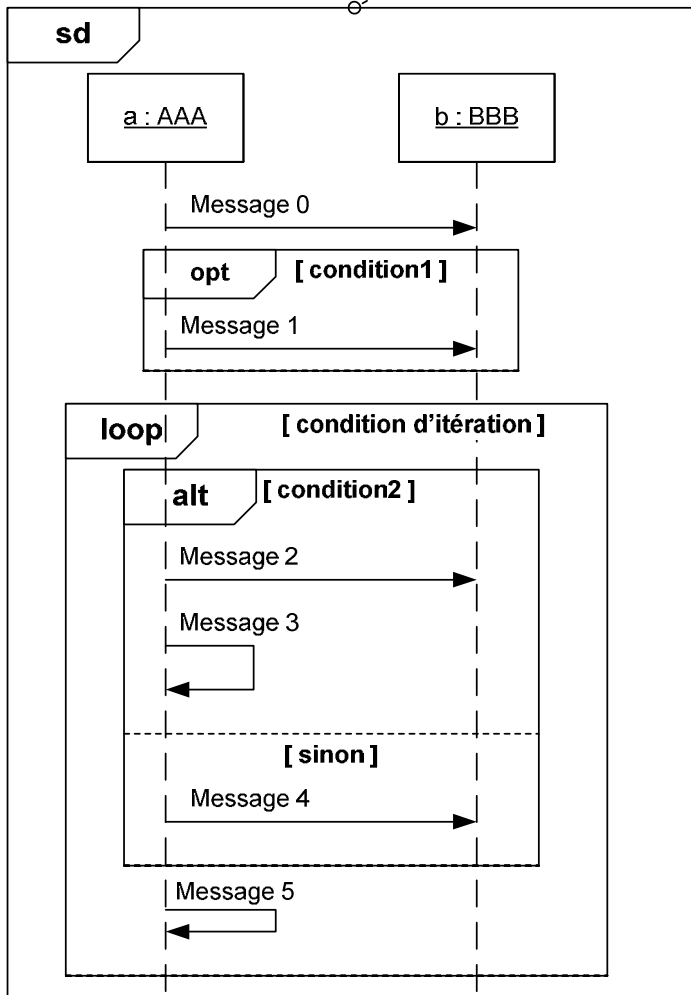 sd
a : AAA
b : BBB
Message 0
opt
[ condition1 ]
Message 1
loop
[ condition d’itération ]
alt
[ condition2 ]
Message 2
Message 3
[ sinon ]
Message 4
Message 5